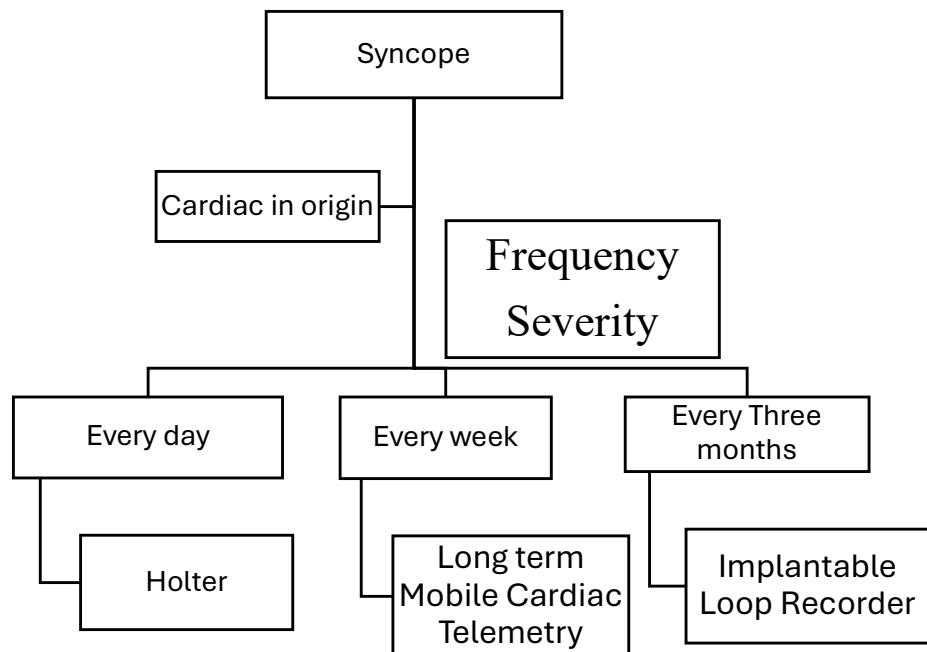 Syncope
Cardiac in origin
Frequency
Severity
Every day
Every week
Every Three
months
Holter
Long term
Mobile Cardiac
Telemetry
Implantable
Loop Recorder